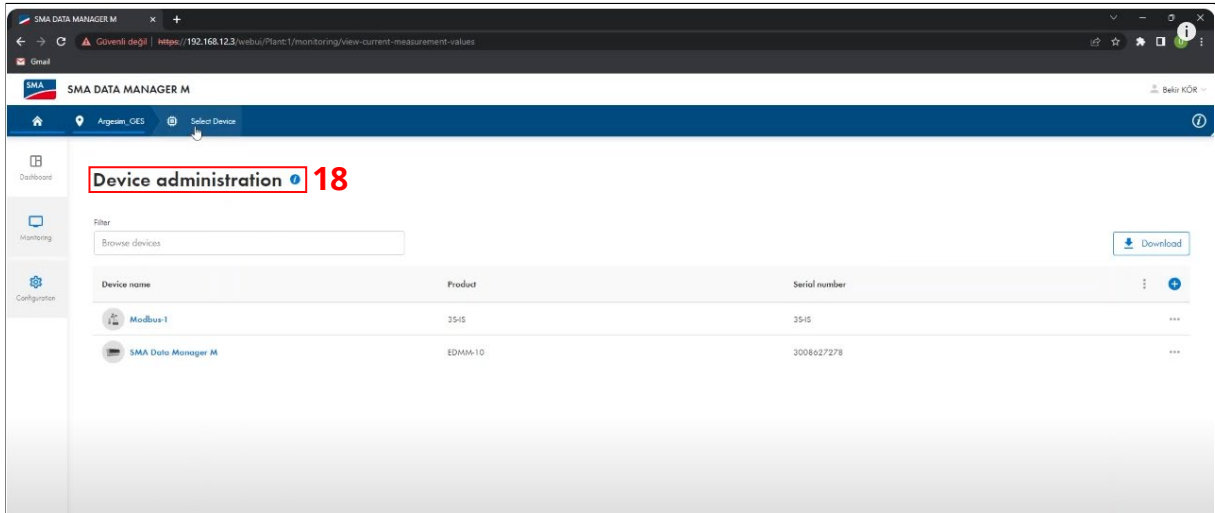 SMA DATA MANAGER M
Güvenli değil | https://192.168.12.3/webui/Plant:1/monitoring/view-current-measurement-values
Gmail
SMA SMA DATA MANAGER M Bekir KÖR
Argesim_GES Select Device
Dashboard
Device administration 18
Monitoring
Filter
Browse devices Download
Configuration
Device name Product Serial number
Modbus-1 3S-IS 3S-IS
SMA Data Manager M EDMM-10 3008627278